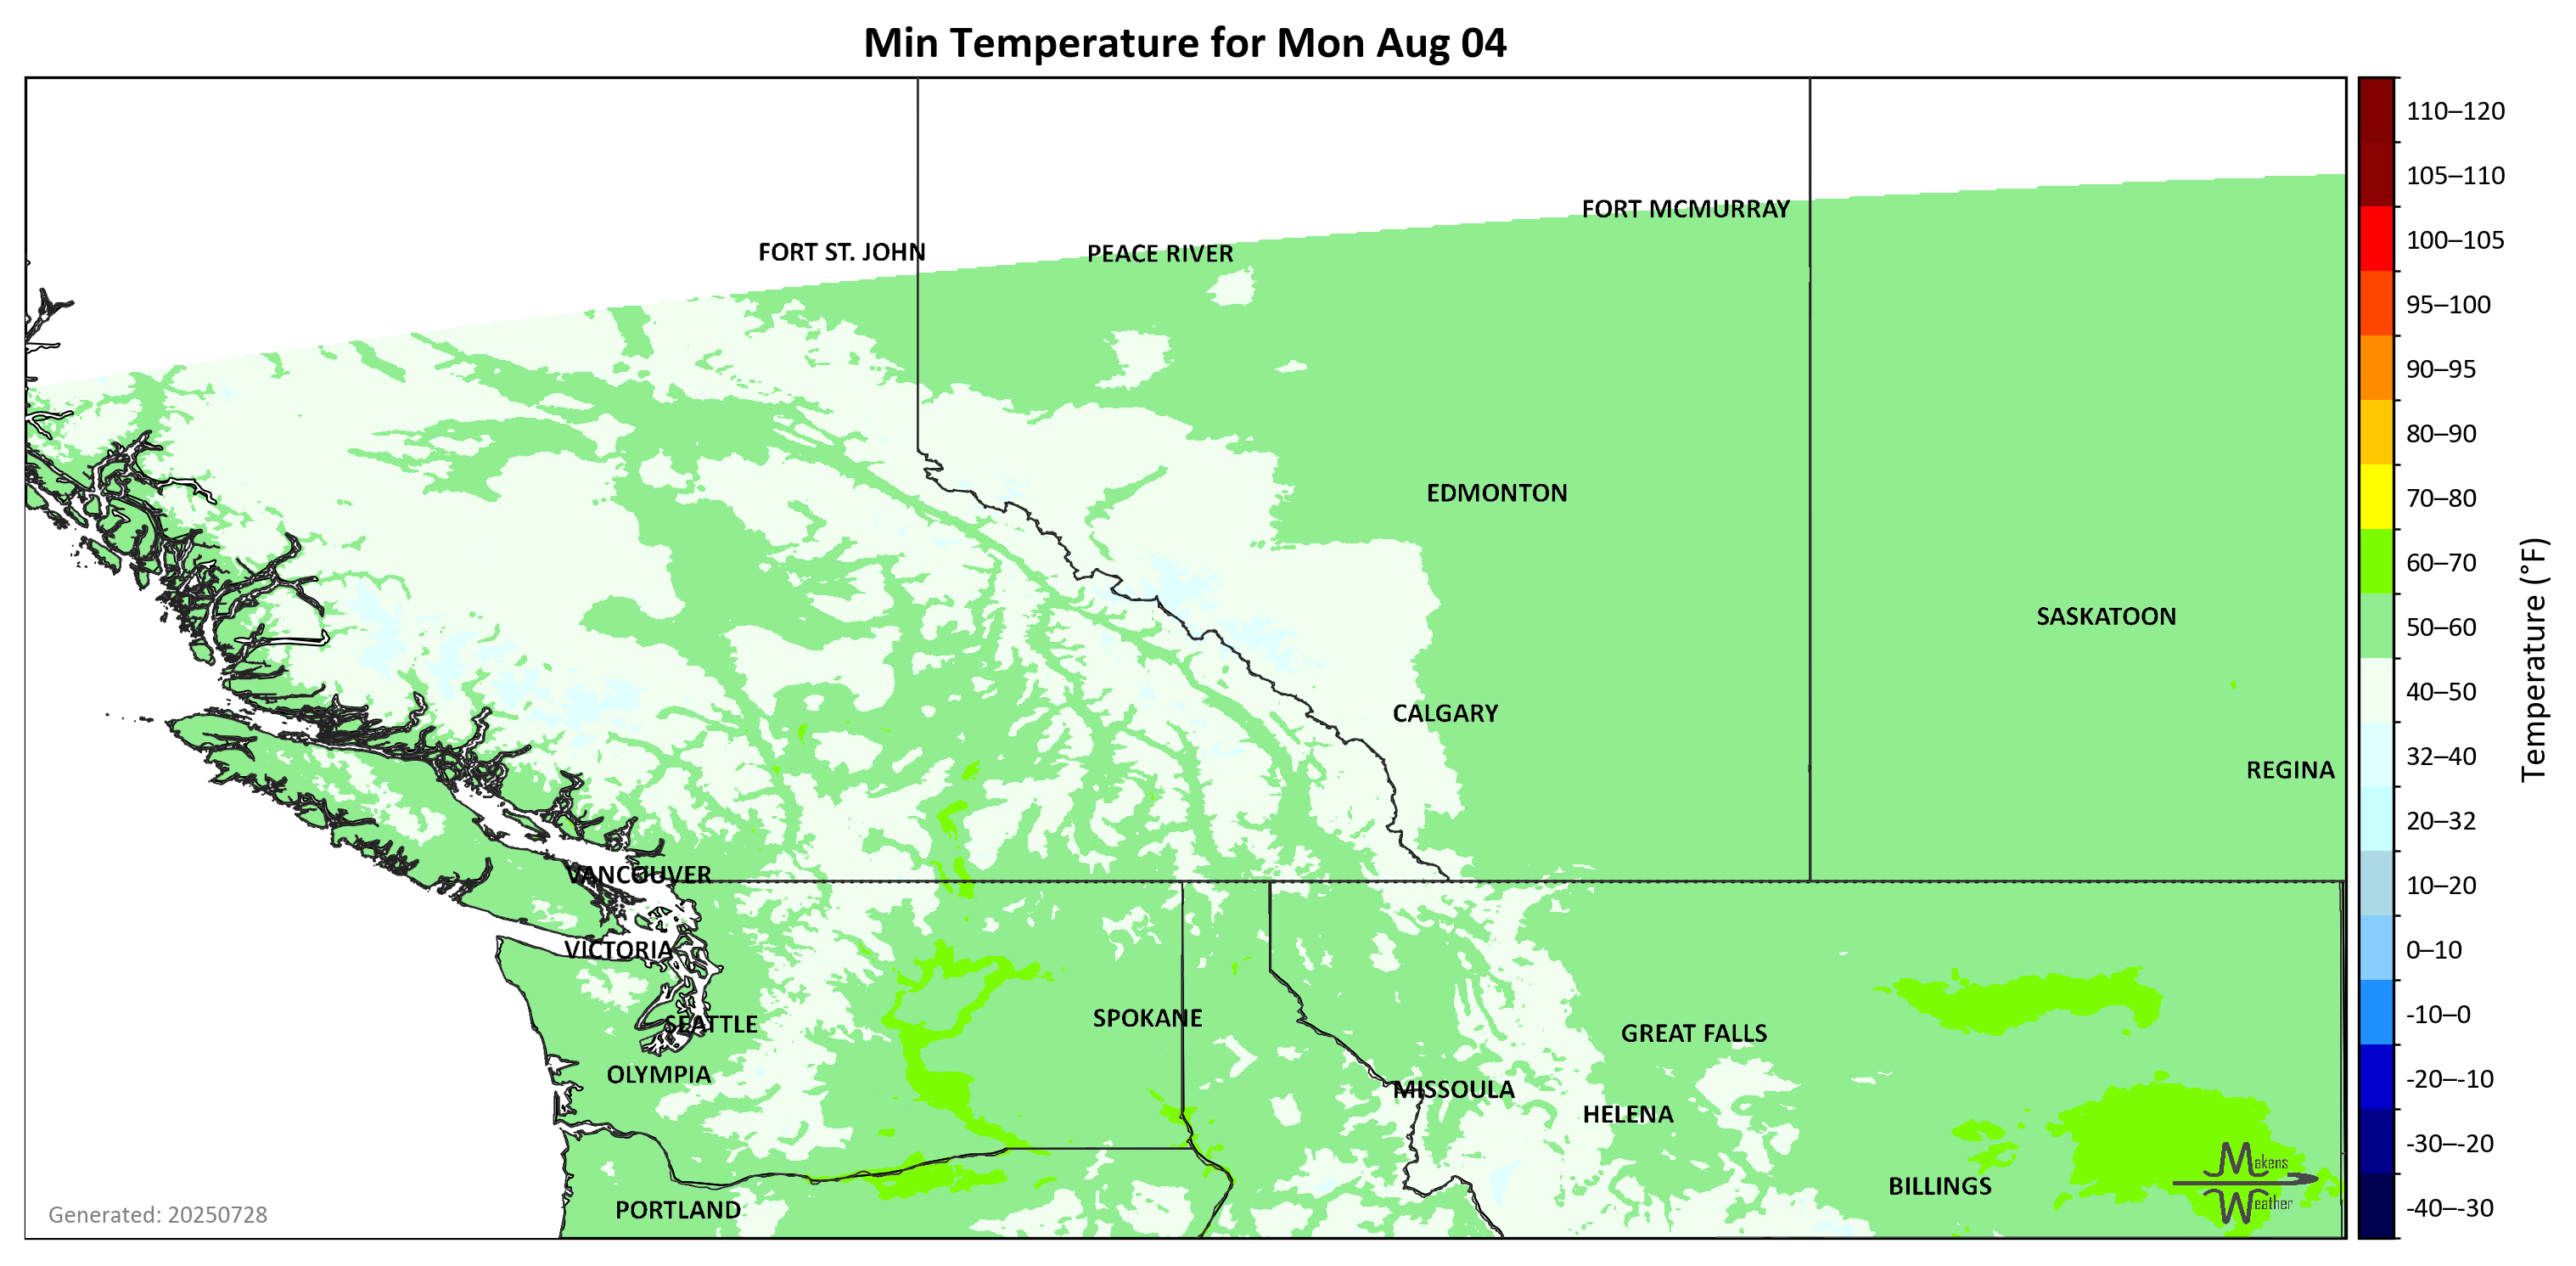 Min Temperature for Mon Aug 04
110–120
105–110
100–105
95–100
90–95
80–90
70–80
60–70
50–60
40–50
32–40
20–32
10–20
0–10
-10–0
-20–-10
-30–-20
-40–-30
Temperature (°F)
FORT MCMURRAY
FORT ST. JOHN
PEACE RIVER
EDMONTON
SASKATOON
CALGARY
REGINA
VANCOUVER
VICTORIA
SPOKANE
SEATTLE
GREAT FALLS
OLYMPIA
MISSOULA
HELENA
BILLINGS
PORTLAND
Makens
Weather
Generated: 20250728